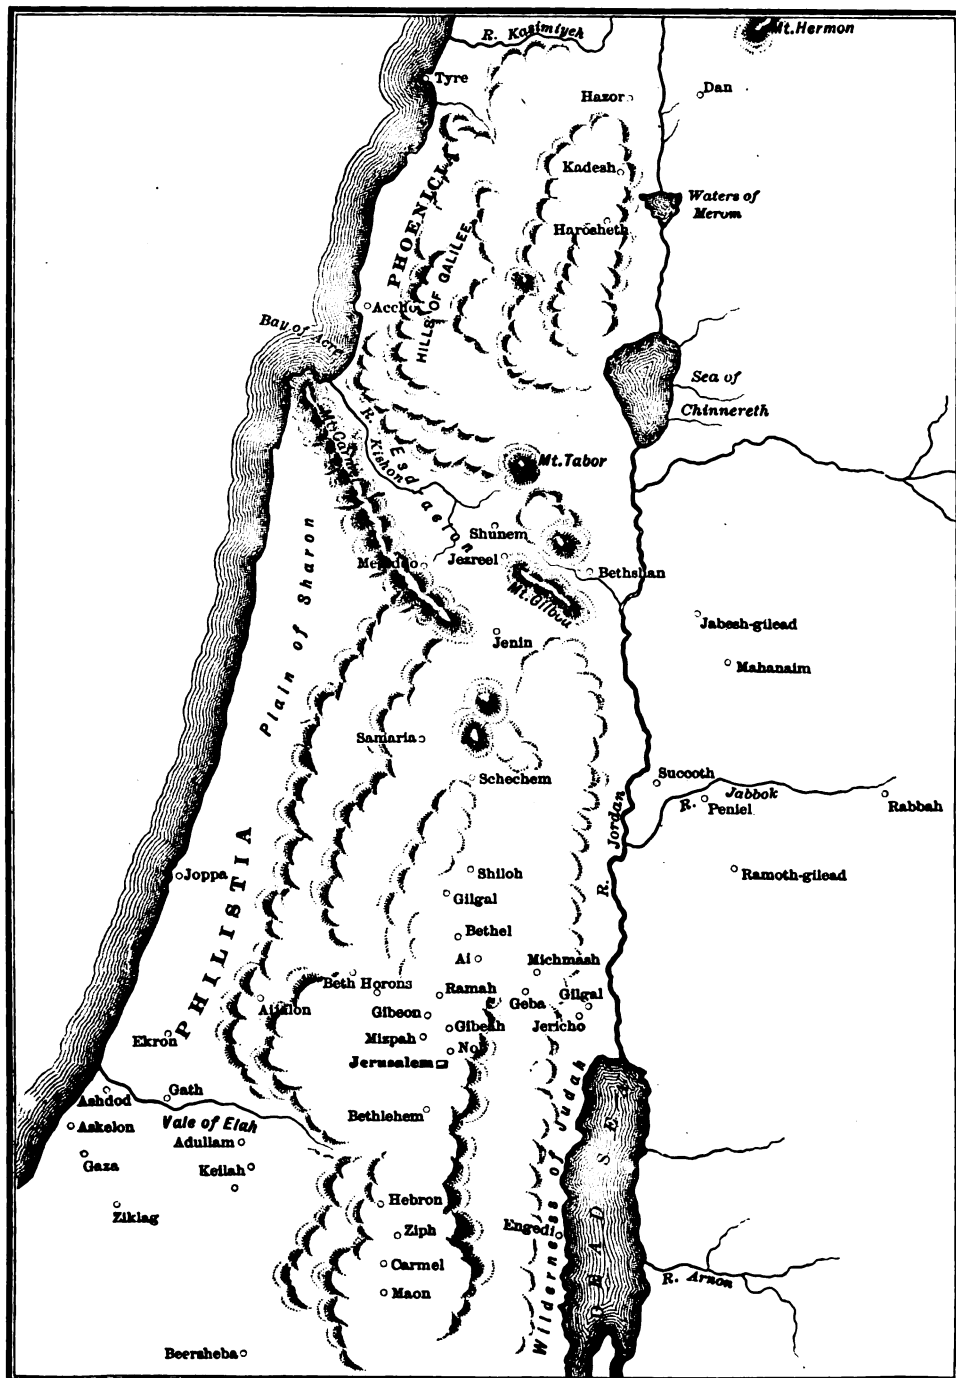 R. Kasimiyeh
Mt. Hermon
Tyre
Hazor
Dan
Kadesh
Waters of
Merom
Harosheth
PHOENICIA
HILLS OF GALILEE
Accho
Bay of Acre
Sea of
Chinnereth
Mt. Carmel
R. Kishon
Esdraelon
Mt. Tabor
Shunem
Jezreel
Megiddo
Bethshan
Mt. Gilboa
Jenin
Jabesh-gilead
Mahanaim
Plain of Sharon
Samaria
Schechem
Succoth
R. Jabbok
Peniel
Rabbah
R. Jordan
Joppa
PHILISTIA
Shiloh
Gilgal
Ramoth-gilead
Bethel
Ai
Michmash
Beth Horons
Ramah
Geba
Gilgal
Ajalon
Gibeon
Gibeah
Jericho
Ekron
Mizpah
Nob
Jerusalem
Ashdod
Gath
Bethlehem
Vale of Elah
Askelon
Adullam
Gaza
Keilah
Wilderness of Judah
DEAD SEA
Ziklag
Hebron
Ziph
Engedi
Carmel
R. Arnon
Maon
Beersheba